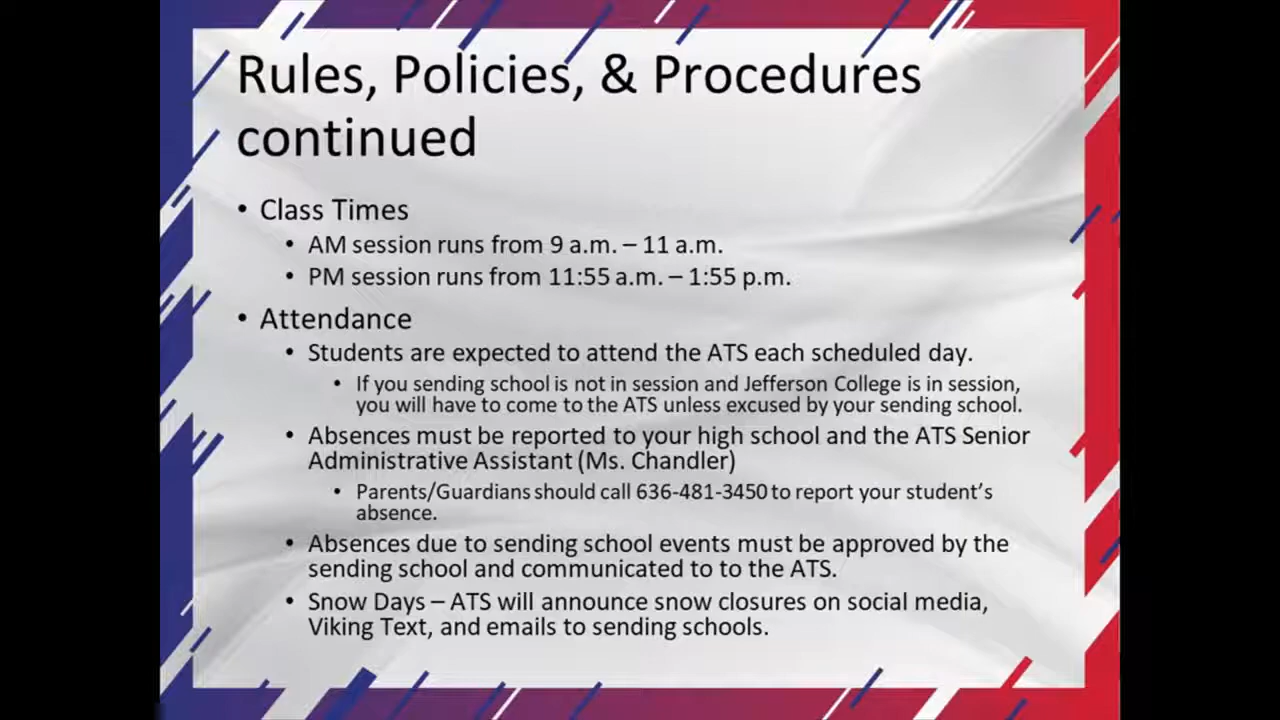 Rules, Policies, & Procedures
continued
• Class Times
• AM session runs from 9 a.m. – 11 a.m.
• PM session runs from 11:55 a.m. – 1:55 p.m.
• Attendance
• Students are expected to attend the ATS each scheduled day.
• If you sending school is not in session and Jefferson College is in session,
you will have to come to the ATS unless excused by your sending school.
• Absences must be reported to your high school and the ATS Senior
Administrative Assistant (Ms. Chandler)
• Parents/Guardians should call 636-481-3450 to report your student’s
absence.
• Absences due to sending school events must be approved by the
sending school and communicated to to the ATS.
• Snow Days – ATS will announce snow closures on social media,
Viking Text, and emails to sending schools.